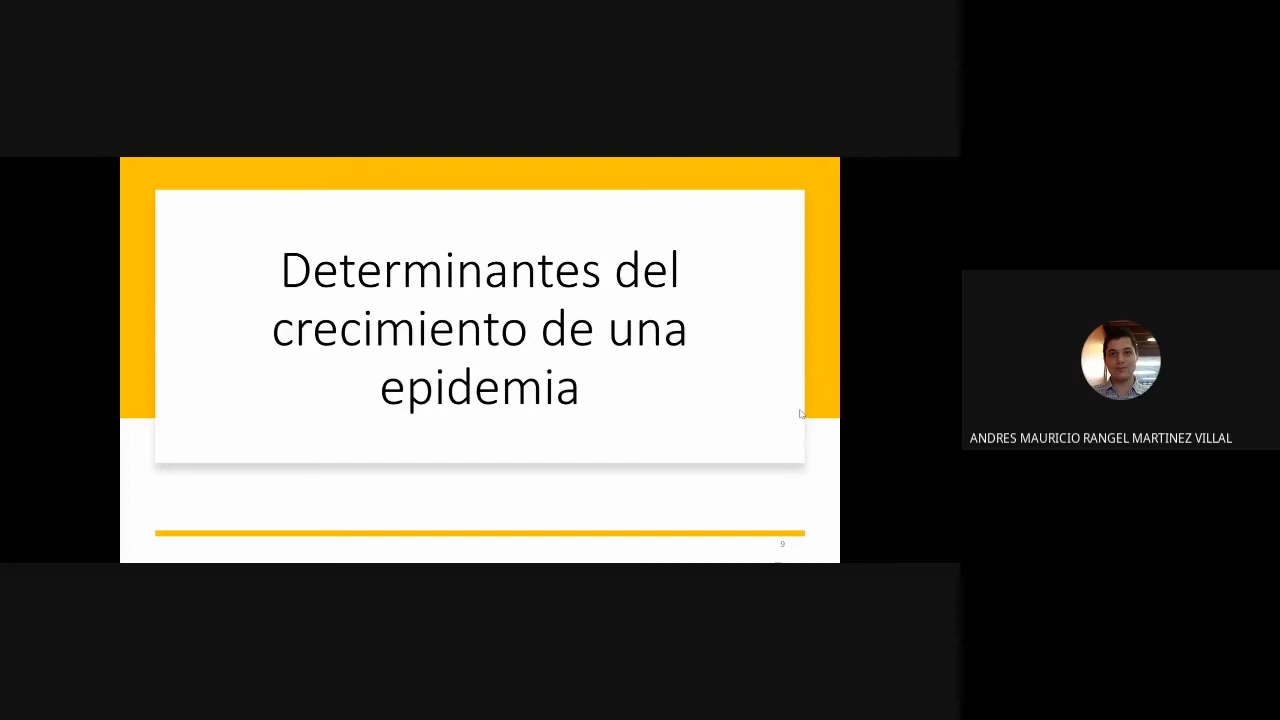 Determinantes del
crecimiento de una
epidemia
9
ANDRES MAURICIO RANGEL MARTINEZ VILLAL